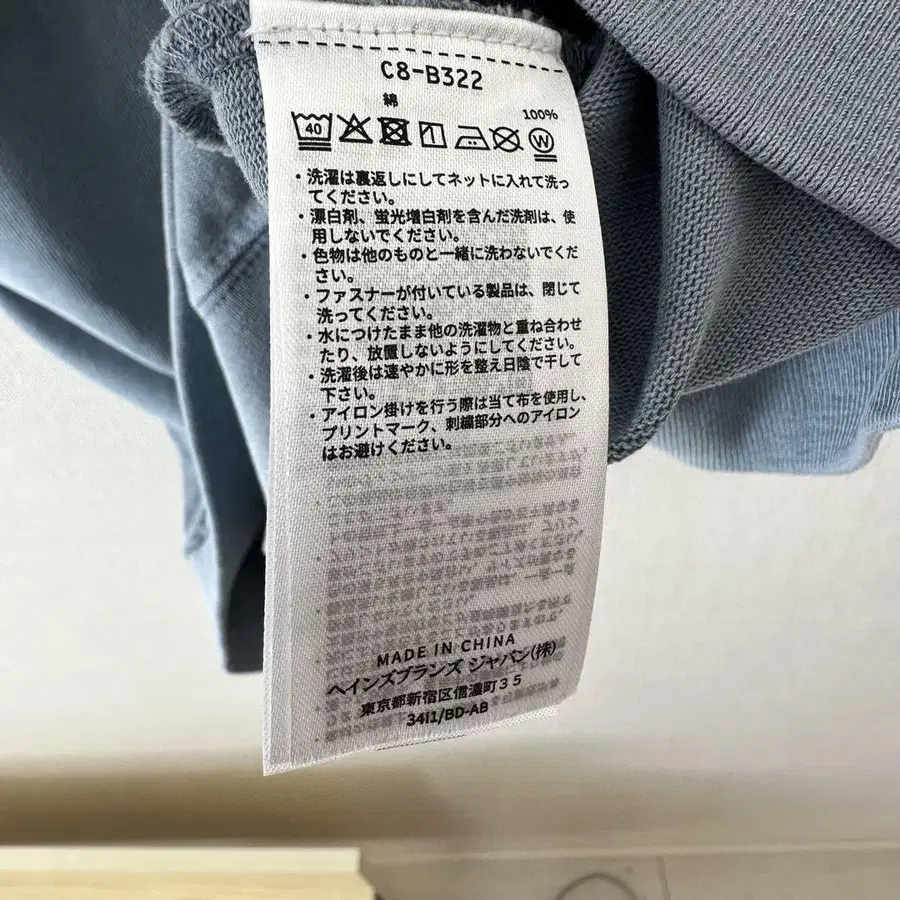 C8-B322
綿
100%
40
W
・洗濯は裏返しにしてネットに入れて洗っ
てください。
・漂白剤、蛍光増白剤を含んだ洗剤は、使
用しないでください。
・色物は他のものと一緒に洗わないでくだ
さい。
・ファスナーが付いている製品は、閉じて
洗ってください。
・水につけたまま他の洗濯物と重ね合わせ
たり、放置しないようにしてください。
・洗濯後は速やかに形を整え日陰で干して
下さい。
・アイロン掛けを行う際は当て布を使用し、
プリントマーク、刺繍部分へのアイロン
はお避けください。
MADE IN CHINA
ヘインズブランズ ジャパン(株)
東京都新宿区信濃町35
34I1/BD-AB